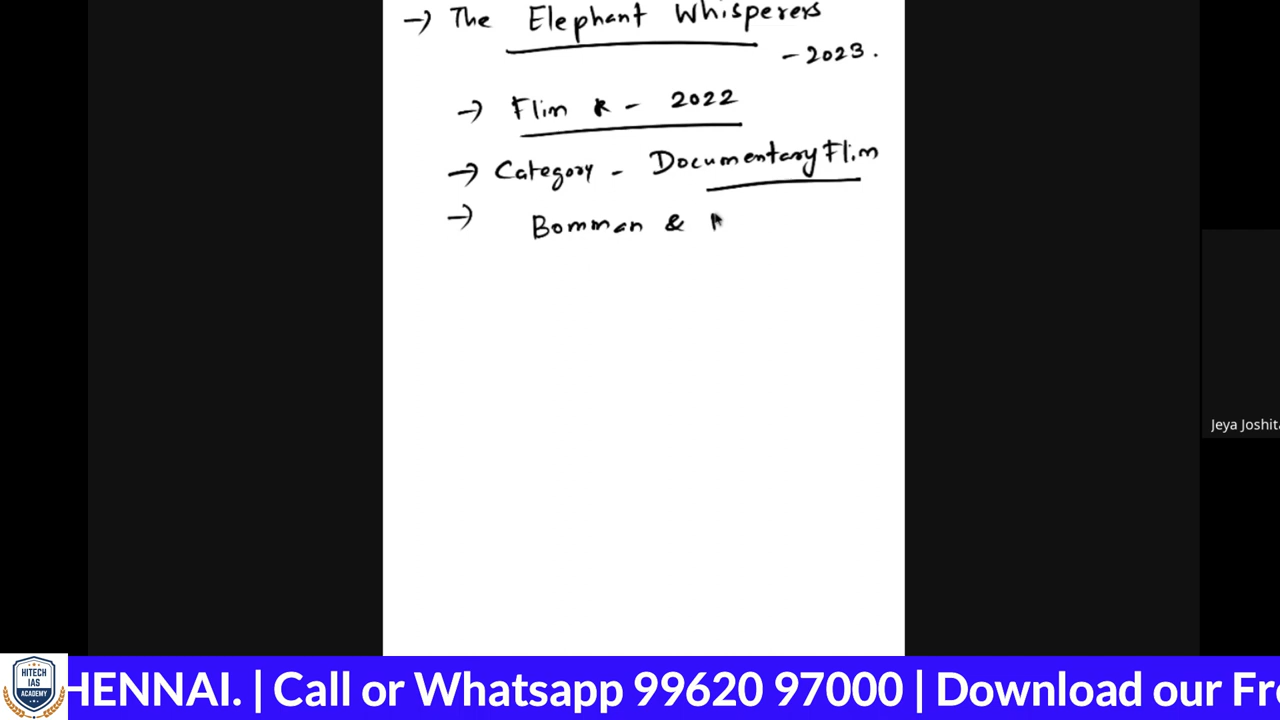 → The Elephant Whisperers
- 2023.
→ Flim - 2022
→ Category - Documentary Flim
→ Bomman &
Jeya Joshita
HITECH
IAS
ACADEMY
HENNAI. | Call or Whatsapp 99620 97000 | Download our Fre